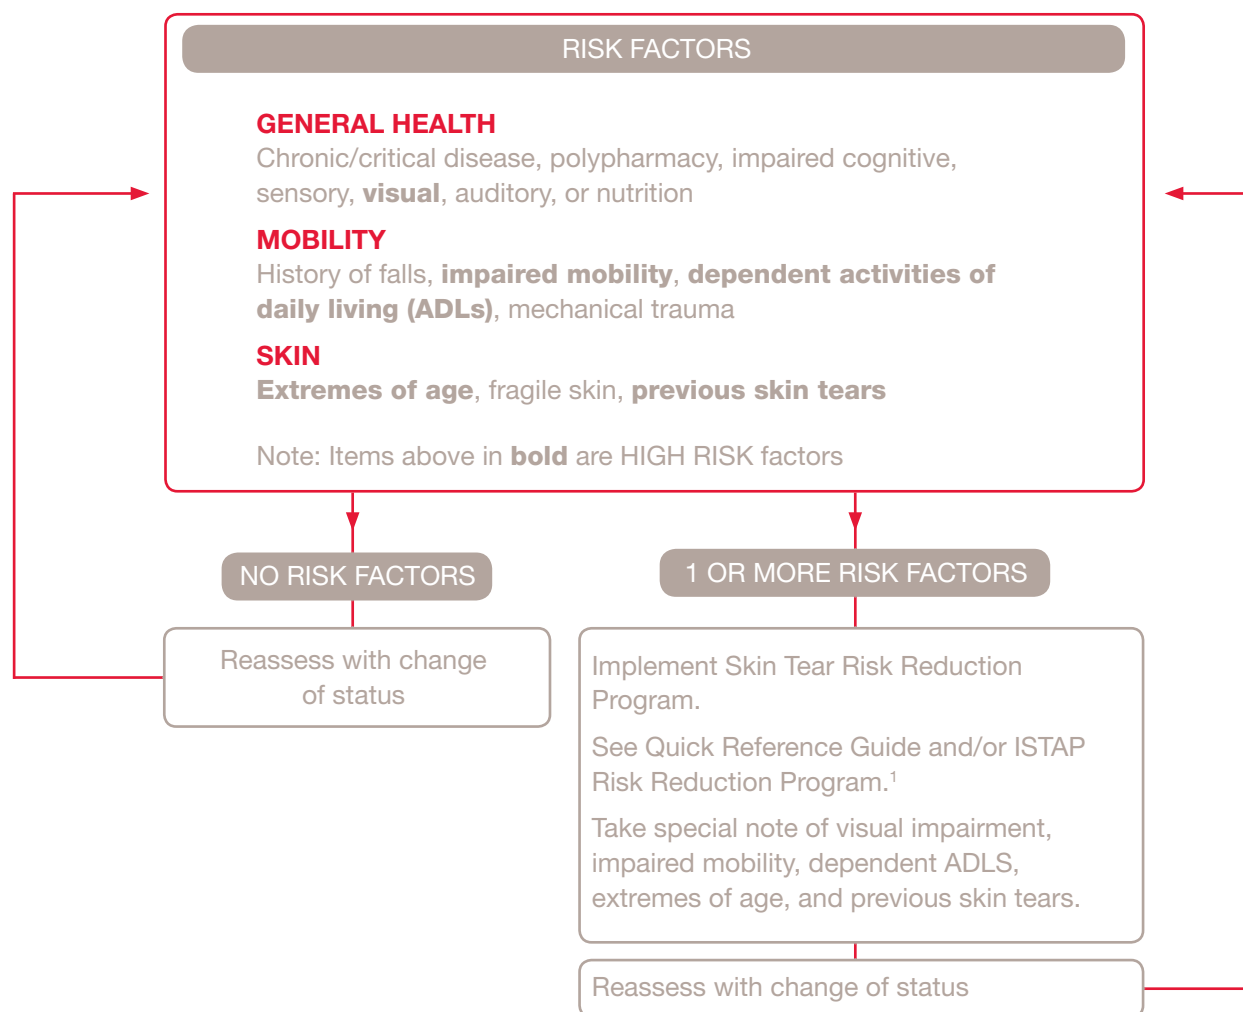 RISK FACTORS
GENERAL HEALTH
Chronic/critical disease, polypharmacy, impaired cognitive,
sensory, visual, auditory, or nutrition
MOBILITY
History of falls, impaired mobility, dependent activities of
daily living (ADLs), mechanical trauma
SKIN
Extremes of age, fragile skin, previous skin tears
Note: Items above in bold are HIGH RISK factors
NO RISK FACTORS
Reassess with change
of status
1 OR MORE RISK FACTORS
Implement Skin Tear Risk Reduction
Program.
See Quick Reference Guide and/or ISTAP
Risk Reduction Program.¹
Take special note of visual impairment,
impaired mobility, dependent ADLS,
extremes of age, and previous skin tears.
Reassess with change of status